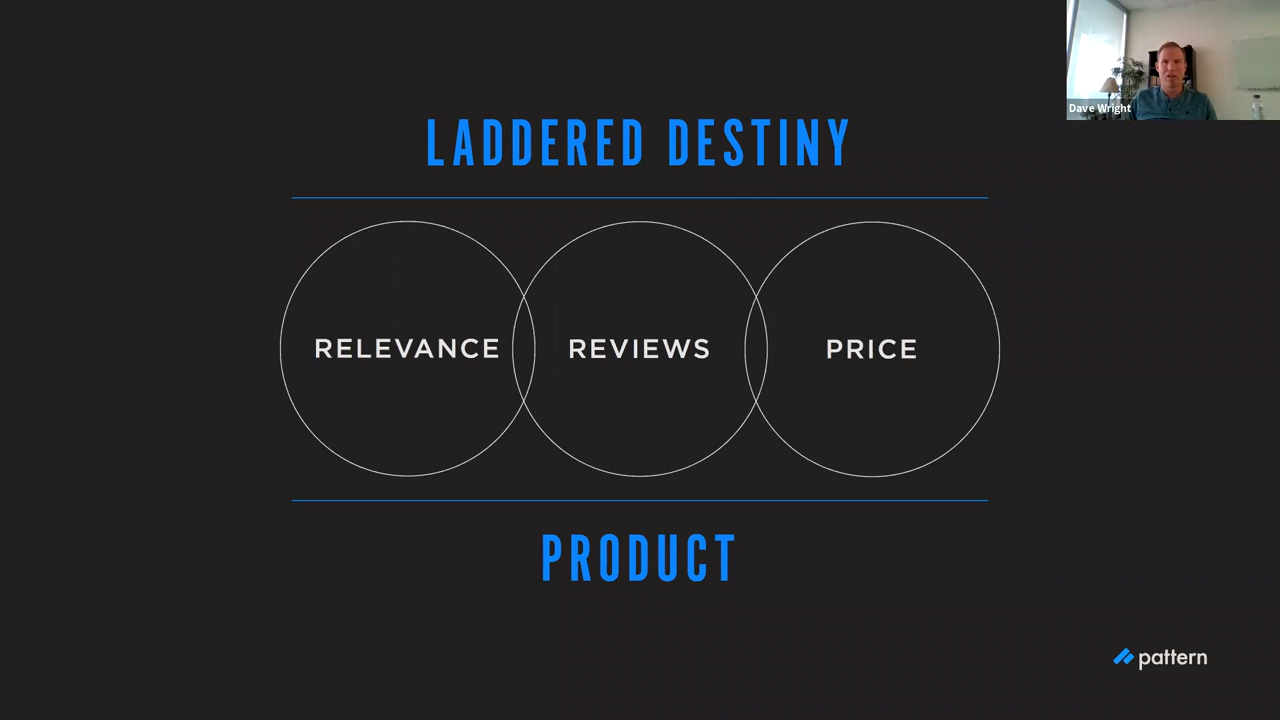 Dave Wright
LADDERED DESTINY
RELEVANCE
REVIEWS
PRICE
PRODUCT
pattern